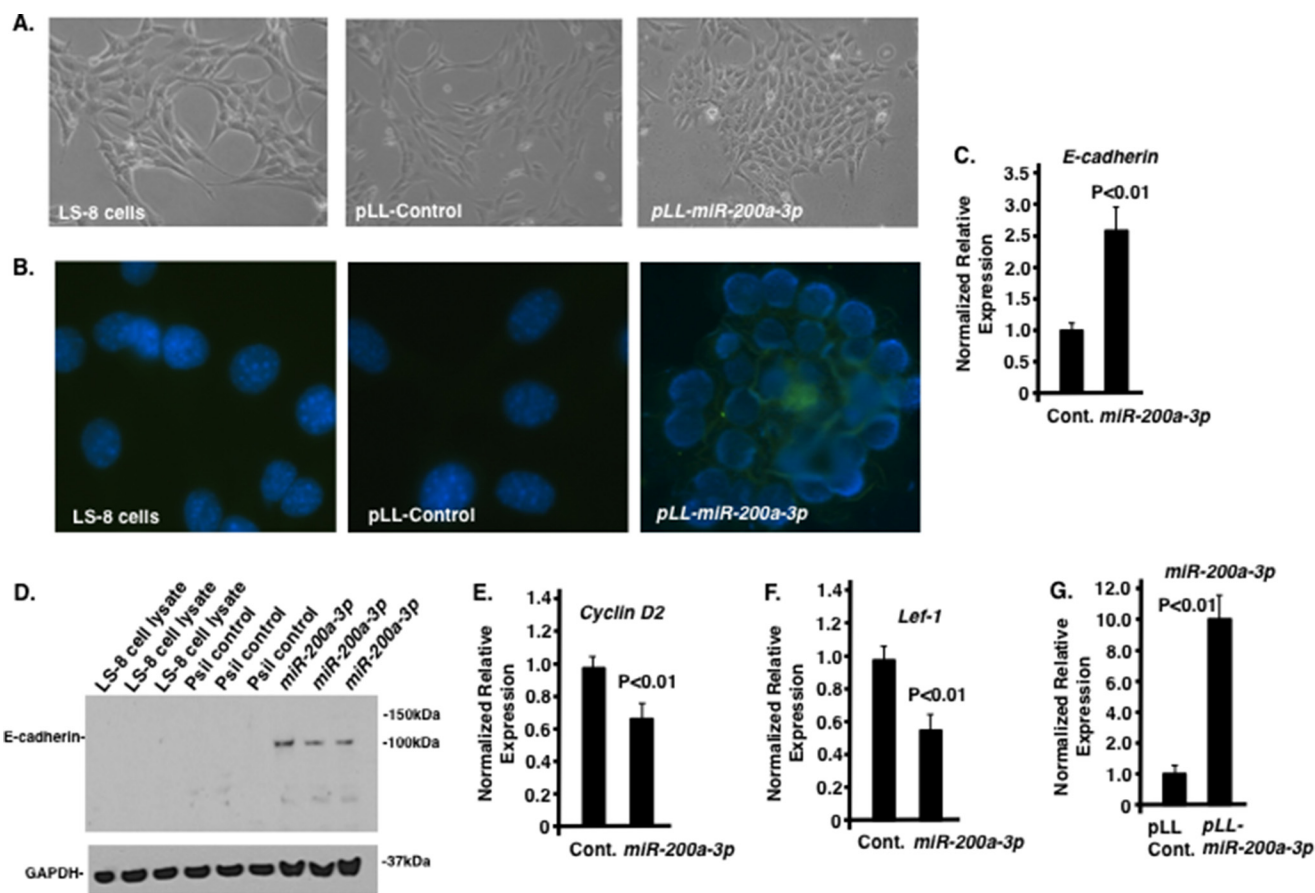 A.
LS-8 cells
pLL-Control
pLL-miR-200a-3p
B.
LS-8 cells
pLL-Control
pLL-miR-200a-3p
C.
E-cadherin
P<0.01
Normalized Relative
Expression
3.5
3.0
2.5
2.0
1.5
1.0
0.5
0
Cont. miR-200a-3p
D.
LS-8 cell lysate
LS-8 cell lysate
LS-8 cell lysate
Psil control
Psil control
Psil control
miR-200a-3p
miR-200a-3p
miR-200a-3p
E-cadherin-
-150kDa
-100kDa
GAPDH-
-37kDa
E.
Cyclin D2
P<0.01
Normalized Relative
Expression
1.4
1.2
1.0
0.8
0.6
0.4
0.2
0
Cont. miR-200a-3p
F.
Lef-1
P<0.01
Normalized Relative
Expression
1.4
1.2
1.0
0.8
0.6
0.4
0.2
0
Cont. miR-200a-3p
G.
miR-200a-3p
P<0.01
Normalized Relative
Expression
12.0
10.0
8.0
6.0
4.0
2.0
1.0
0
pLL
Cont.
pLL-
miR-200a-3p